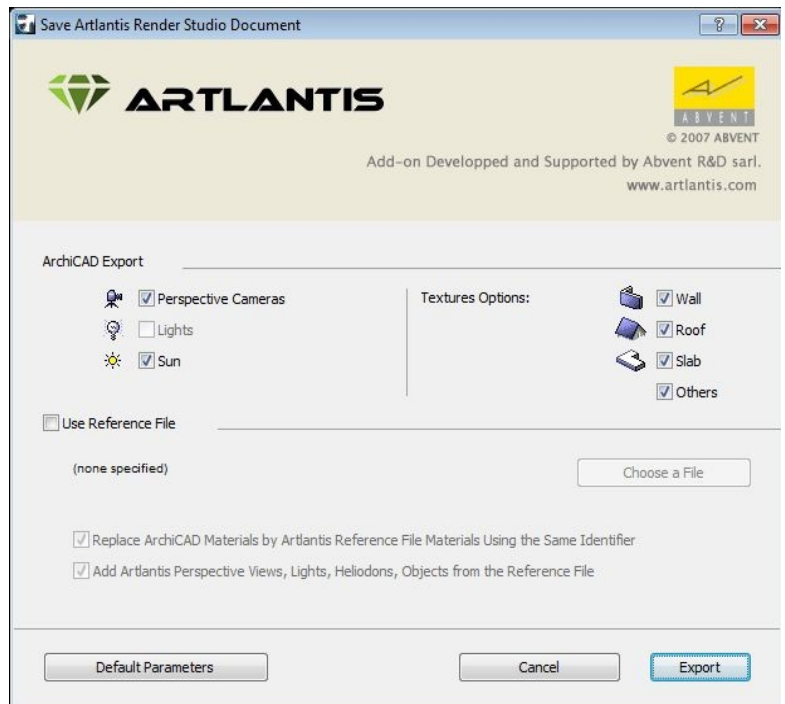 Save Artlantis Render Studio Document
ARTLANTIS
ABVENT
© 2007 ABVENT
Add-on Developped and Supported by Abvent R&D sarl.
www.artlantis.com
ArchiCAD Export
Perspective Cameras
Lights
Sun
Textures Options:
Wall
Roof
Slab
Others
Use Reference File
(none specified)
Choose a File
Replace ArchiCAD Materials by Artlantis Reference File Materials Using the Same Identifier
Add Artlantis Perspective Views, Lights, Heliodons, Objects from the Reference File
Default Parameters
Cancel
Export